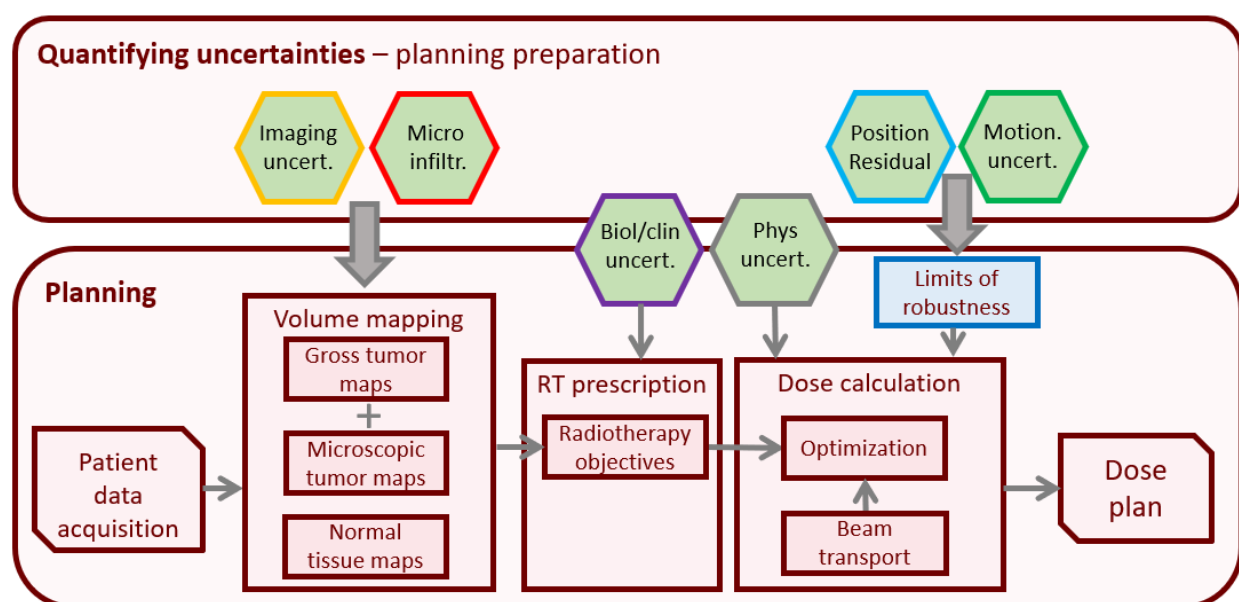 Quantifying uncertainties – planning preparation
Imaging
uncert.
Micro
infiltr.
Position
Residual
Motion.
uncert.
Biol/clin
uncert.
Phys
uncert.
Limits of
robustness
Planning
Volume mapping
Gross tumor
maps
+
Microscopic
tumor maps
Normal
tissue maps
RT prescription
Radiotherapy
objectives
Dose calculation
Optimization
Beam
transport
Patient
data
acquisition
Dose
plan